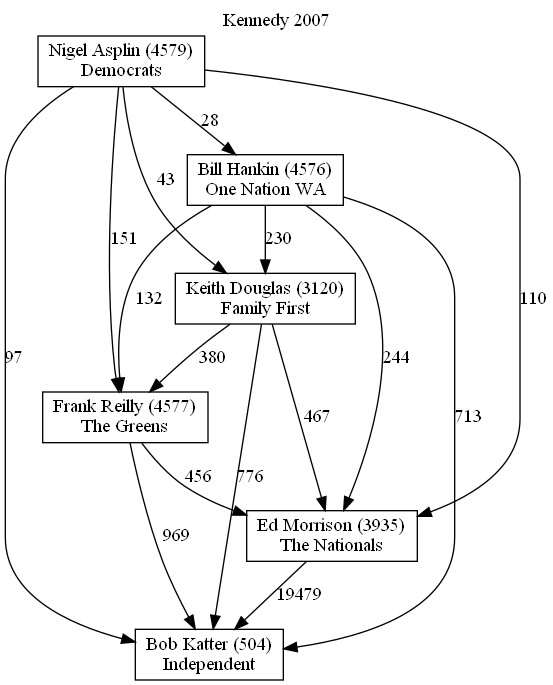 Kennedy 2007
Nigel Asplin (4579)
Democrats
28
Bill Hankin (4576)
One Nation WA
43
151
230
132
110
Keith Douglas (3120)
Family First
97
380
244
Frank Reilly (4577)
The Greens
467
713
456
776
Ed Morrison (3935)
The Nationals
969
19479
Bob Katter (504)
Independent